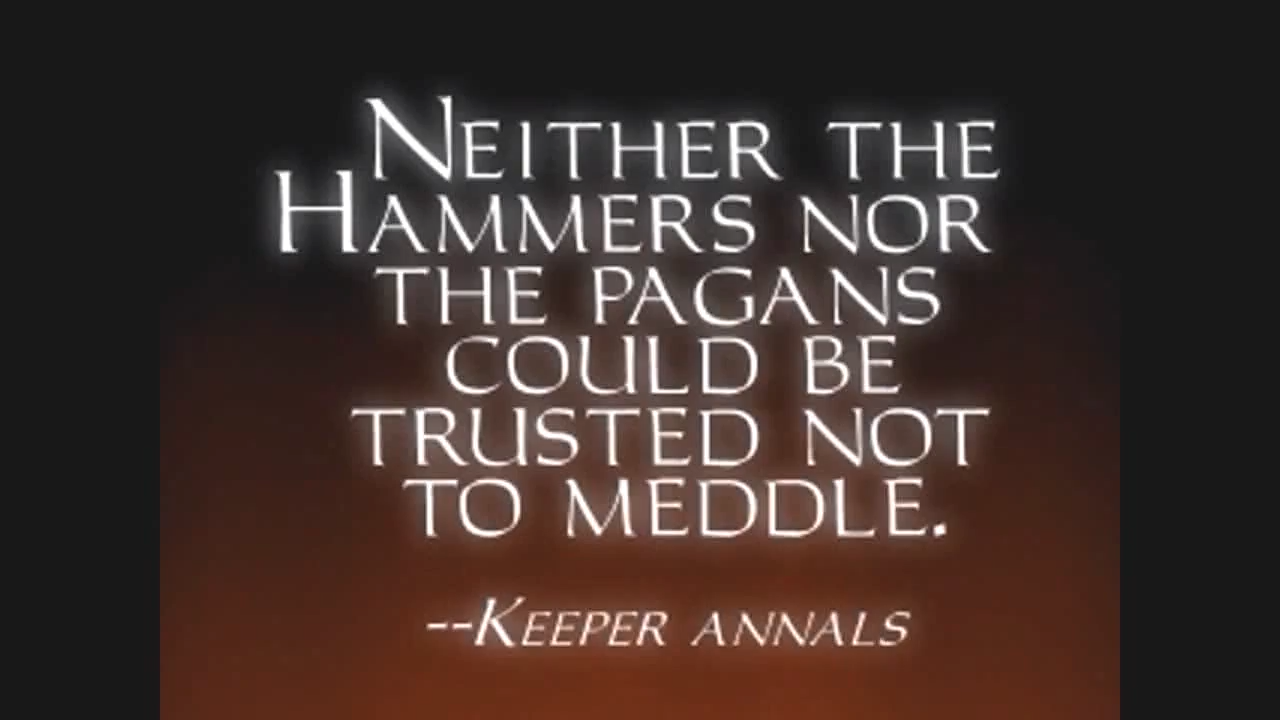 Neither the
Hammers nor
the pagans
could be
trusted not
to meddle.
--Keeper annals